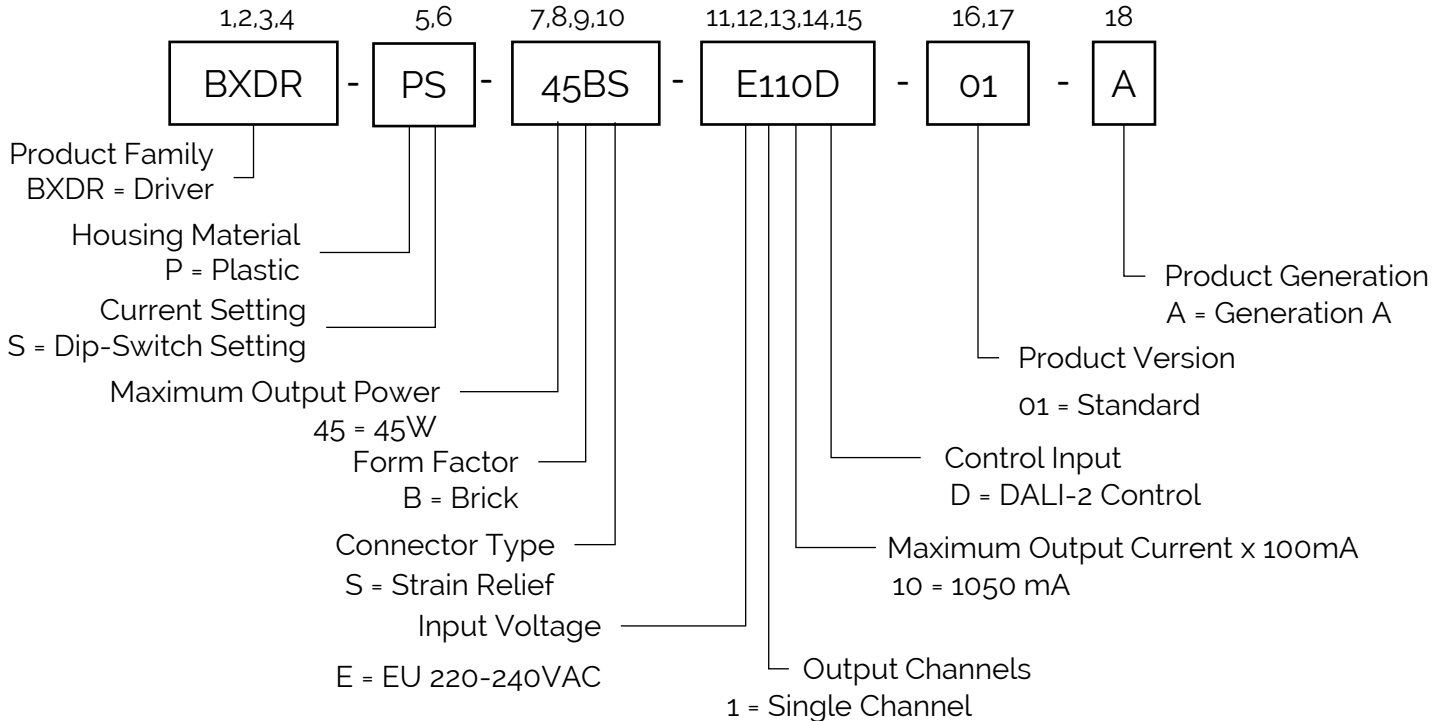 1,2,3,4 5,6 7,8,9,10 11,12,13,14,15 16,17 18
BXDR - PS - 45BS - E110D - 01 - A
Product Family
BXDR = Driver
Housing Material
P = Plastic
Current Setting
S = Dip-Switch Setting
Maximum Output Power
45 = 45W
Form Factor
B = Brick
Connector Type
S = Strain Relief
Input Voltage
E = EU 220-240VAC
Output Channels
1 = Single Channel
Maximum Output Current x 100mA
10 = 1050 mA
Control Input
D = DALI-2 Control
Product Version
01 = Standard
Product Generation
A = Generation A